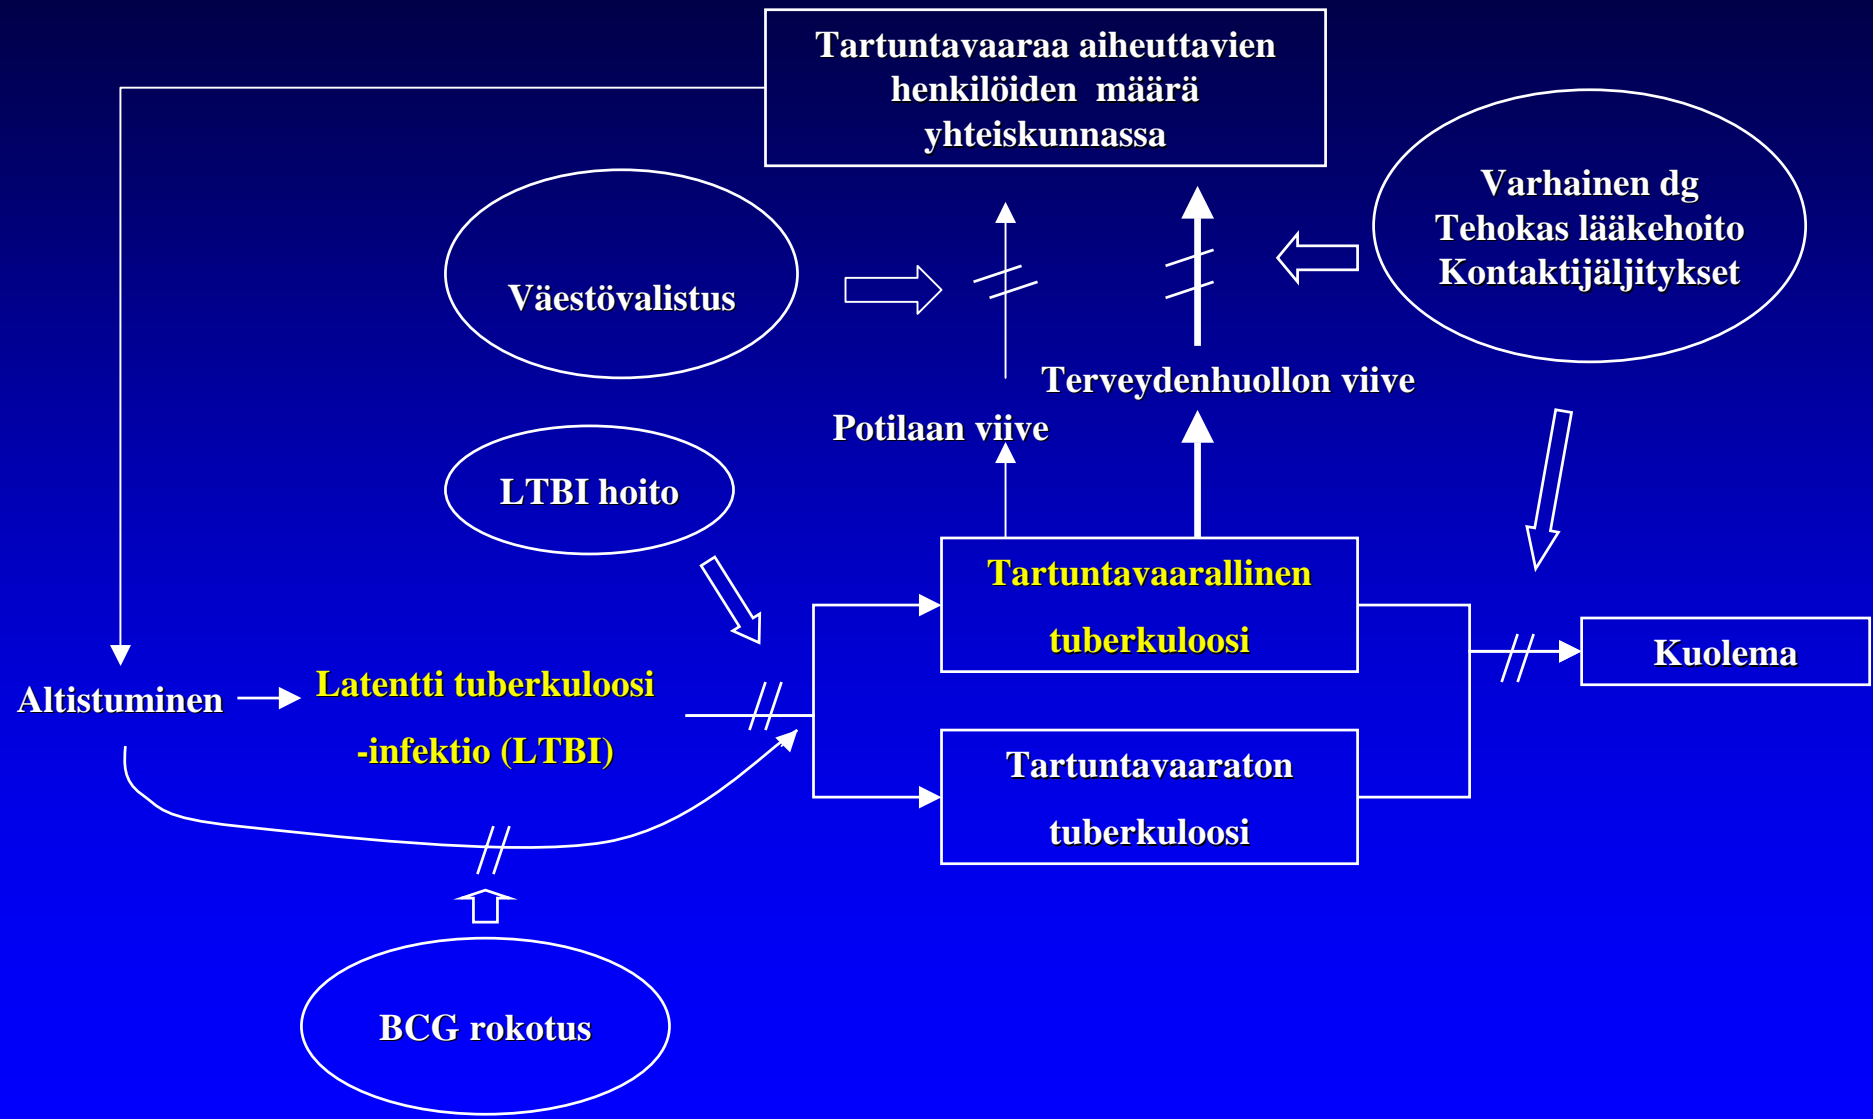 Tartuntavaaraa aiheuttavien
henkilöiden määrä
yhteiskunnassa
Varhainen dg
Tehokas lääkehoito
Kontaktijäljitykset
Väestövalistus
Terveydenhuollon viive
Potilaan viive
LTBI hoito
Tartuntavaarallinen
tuberkuloosi
Kuolema
Altistuminen
Latentti tuberkuloosi
-infektio (LTBI)
Tartuntavaaraton
tuberkuloosi
BCG rokotus